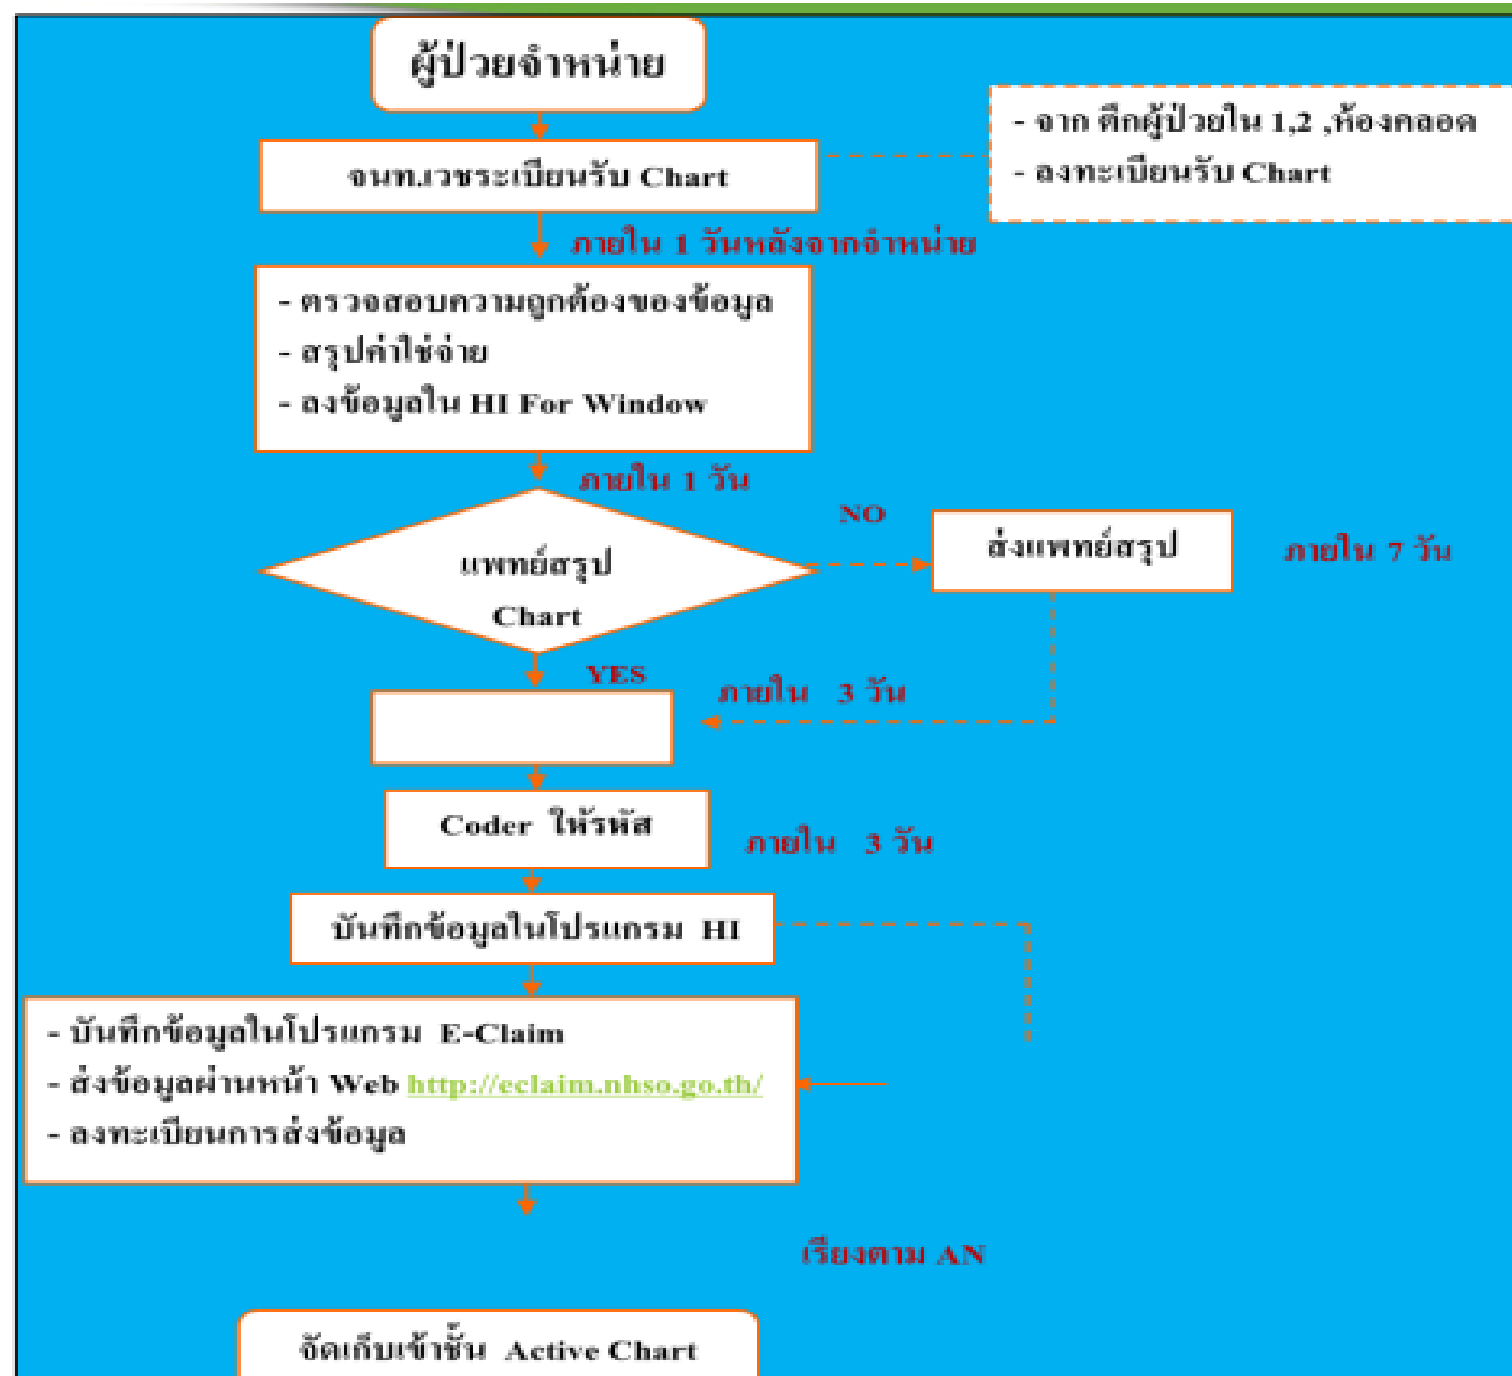 ผู้ป่วยจำหน่าย
- จาก ตึกผู้ป่วยใน 1,2 ,ห้องคลอด
- ลงทะเบียนรับ Chart
จนท.เวชระเบียนรับ Chart
ภายใน 1 วันหลังจากจำหน่าย
- ตรวจสอบความถูกต้องของข้อมูล
- สรุปค่าใช่จ่าย
- ลงข้อมูลใน HI For Window
ภายใน 1 วัน
แพทย์สรุป
Chart
NO
ส่งแพทย์สรุป
ภายใน 7 วัน
YES
ภายใน 3 วัน
Coder ให้รหัส
ภายใน 3 วัน
บันทึกข้อมูลในโปรแกรม HI
- บันทึกข้อมูลในโปรแกรม E-Claim
- ส่งข้อมูลผ่านหน้า Web http://eclaim.nhso.go.th/
- ลงทะเบียนการส่งข้อมูล
เรียงตาม AN
จัดเก็บเข้าชั้น Active Chart